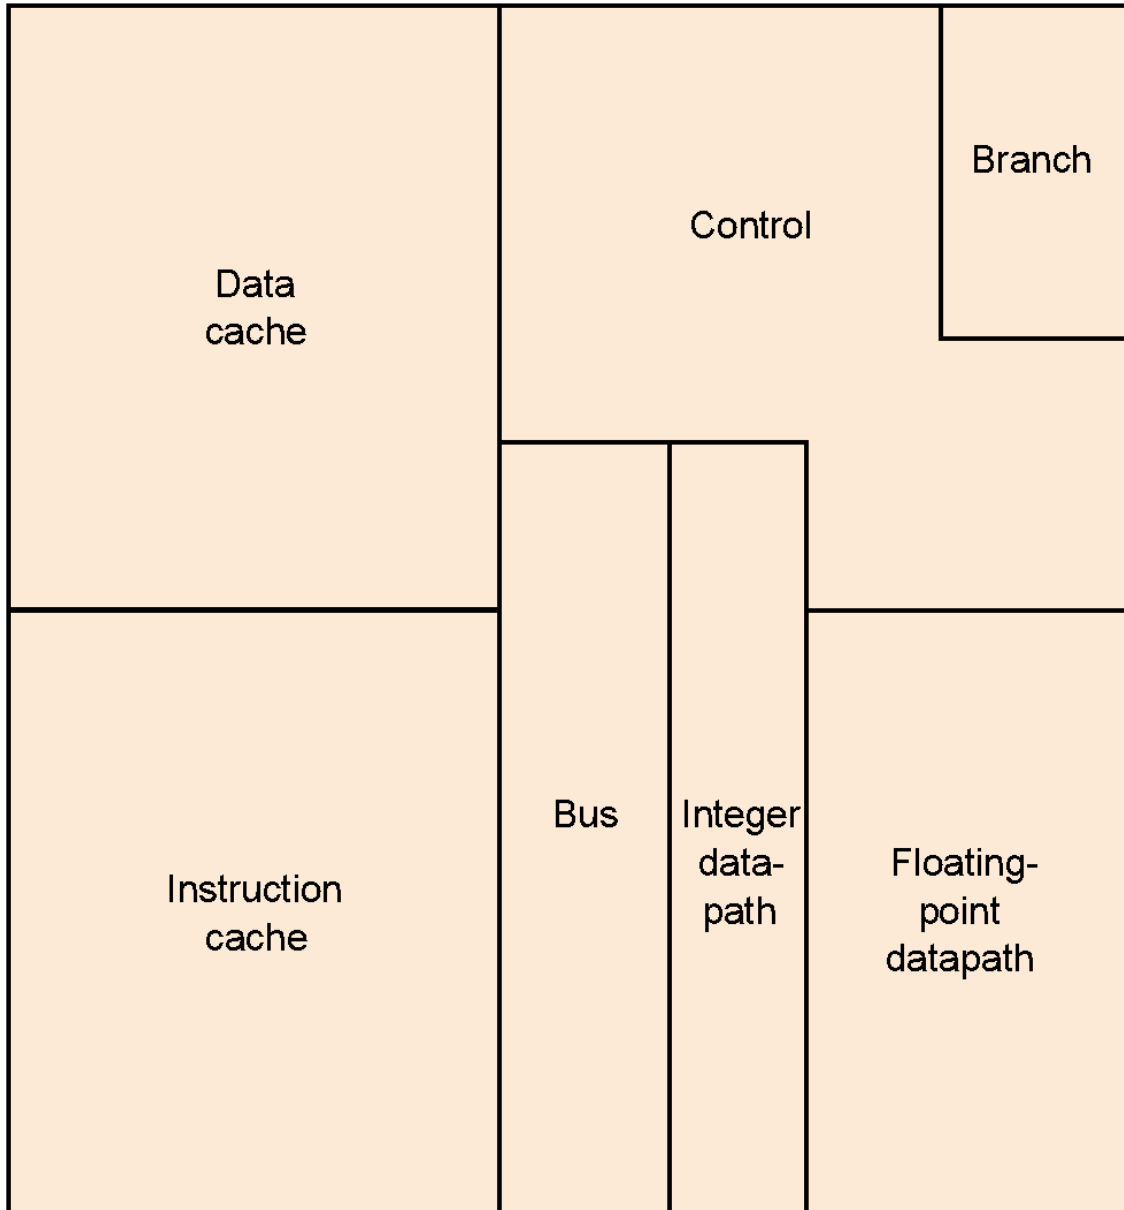 Data
cache
Control
Branch
Instruction
cache
Bus
Integer
data-
path
Floating-
point
datapath